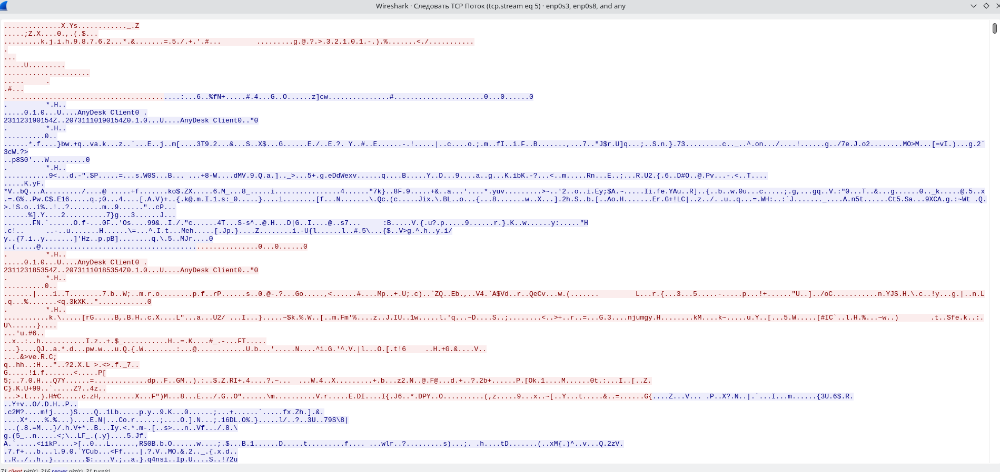 Wireshark · Следовать TCP Поток (tcp.stream eq 5) · enp0s3, enp0s8, and any
..............X.Ys............_.Z
.....;Z.X....0.,.(.$...
.........k.j.i.h.9.8.7.6.2...*.&.......=.5./.+.'.#... .........g.@.?.>.3.2.1.0.1.-.).%.......<./...........
.
...
.....U.........
.....................
..... .
.#...
. .........................................:...6..%fN+.....#.4...G..O......z]cw...............#......................0...0......0
. *.H..
.....0.1.0...U....AnyDesk Client0 .
231123190154Z..20731110190154Z0.1.0...U....AnyDesk Client0.."0
. *.H..
..........0..
......*.f....}bw.+q..va.k...z..`...E..j..m[....3T9.2...&...S..X$...G......E./..E.?. Y..#..E......-.!.....|..c....o.;.m..fI..i.F..B.......,...7.."J$r.U]q...;..S.n.}.73.........c.._..^.on.../....!......g../7e.J.o2........MO>M...[=vI.)...g.2`
3cW.?>
..p8S0'...W.........0
. *.H..
...........9<...d.-".$P.....=...s.W0S...B... ...+8-W....dMV.9.Q.a.].._>...5+.g.eDdWexv......q....B.....Y..D...9....a..g...K.ibK.-?...<..m.....Rn...E..;...R.U2.{.6..D#O..@.Pv...-.<..T....
.....K.yF.
*V..bQ...A........./....@ .....+f.......ko$.ZX.....6.M_...8_.....i................4......"7k}..8F.9.....+&..a...'....*.yuv.........>~..'2..o..i.Ey;$A.~.....Ii.fe.YAu..R]..{..b..w.0u...c.....;.g,...gq..V.:"0...T..&...g......0.._k.....@.5..x
.=.G%..Pw.C$.E16.....q.;0...4....[.A.V)+..{.k@.m.I.1.s:_0.....}....i........[f...N.......\.Qc.(c.....Jix.\.BL..o...{...8.......w..X...].2h.S..b.[..Ao.H.......Er.G+!LC|..z../. .u..q...=.WH:..:`J......._....A.n5t......Ct5.Sa...9XCA.g.:~Wt .Q.
>.!S.o..i%..!..?........m..9......"..cP...
......%].Y....2..........7}g...3......J...
.......FN.`......O.f-...0F..'Os....99&..I./."c......4T...S-s^..@.H...D|G..I....@..s7... :B.....V.{.u?.p.....9......r.}.K..w......y:....."H
.c!.. ..-..u.......H......\=...^.I.t...Meh.....[.Jp.}....Z........i.-U{l......l..#.5\...{$..V>g.^.h..y.i/
y..{7.i..y.......]'Hz..p.pB]........q.\.5..MJr....0
..(.....@.....................................................0...0......0
. *.H..
.....0.1.0...U....AnyDesk Client0 .
231123185354Z..20731110185354Z0.1.0...U....AnyDesk Client0.."0
. *.H..
..........0..
.......|....1..T........7.b..W;..m.r.o........p.f..rP......s..0.@-.?...Go.....,<......#....Mp..+.U;.c)..`ZQ..Eb.,..V4.`A$Vd..r..QeCv...w.(....... L...r.{...3...5.....-.....p...!+......"U..]../oC...........n.YJS.H.\.c..!y...g.|..n.L
.q...%.......<q.3kXK.."............0
. *.H..
...........k.\.....[rG.....B,.B.H..c.X....L"...a...U2/ ...I...}.....~$k.%.W..[..m.Fm'%....z..J.IU..1w.....l.'q...~D....S..;........<..>+..r..=...G.3....njumgy.H........kM....k~.....u.Y..[...5.W.....[#IC`..l.H.%...~w..) .t..Sfe.k..:.
U\......}....
...'u.#6..
..x..:..h...........I.z..+.$_...........H..=.K....#_.-...FT.....
...}....QJ..a.*.d...pw.w...u.Q.{.W........:...@............U.b...'.....N....^i.G.'^.V.|l...O.[.t!6 ..H.+G.&....V..
....&>ve.R.C;
q..hh..:H..."..?2.X.L >.<>.f._7..
G.....!i.f.......<.....P[
5;..7.0.H...Q7Y......=.............dp..F..GM..).:..$.Z.RI+.4....?.~... ...W.4..X.........+.b...z2.N..@.F@...d.+..?.2b+......P.[Ok.1....M......0t.:...I..[..Z.
C}.K.U+99..`.....Z?..4z..
...>.t...).H#C.....c.zH,........X...F")M...8...E.../.G..O"......\m..........V.r.....E.DI....I{.J6..*.DPY..O..........(,z.....9...x..~[..Y...t.....&..=......G{....Z...V... .P..X?.N..|.`...I...m......{3U.6$.R.
..Y+v..O/.D.H..P..
.c2M?....m!j....)S....Q..1Lb.....p.y..9.K...0......;...+......`.....fx.Zh.].&.
....X*....%.%...)....E.N|...Co.r......;....O.].N...;.16DL.O%.}.....l/..?..3U..79S\8|
...(.8.=M...}/.h.V+*..B...Iy.<.*.m-.[..s>...n..Vf.../.8.\
g.(5_..n.....<;\..LF_.(.y}....5.Jf.
A.`.....<iikP....>[..0...L......,RS0B.b.O......w....;.$...B.1......D.....t.........f.... ...wlr..?.........s)...;. .h....tD.......(..xM{.)^..v...Q.2zV.
.7.f+...b...l.9.0.`YCub...<Ff....|.?.V..MO.&.2.._.{.x.d..
..R../..h..}........$:....V.;..a.}.q4nsi..Ip.U....S..!72u